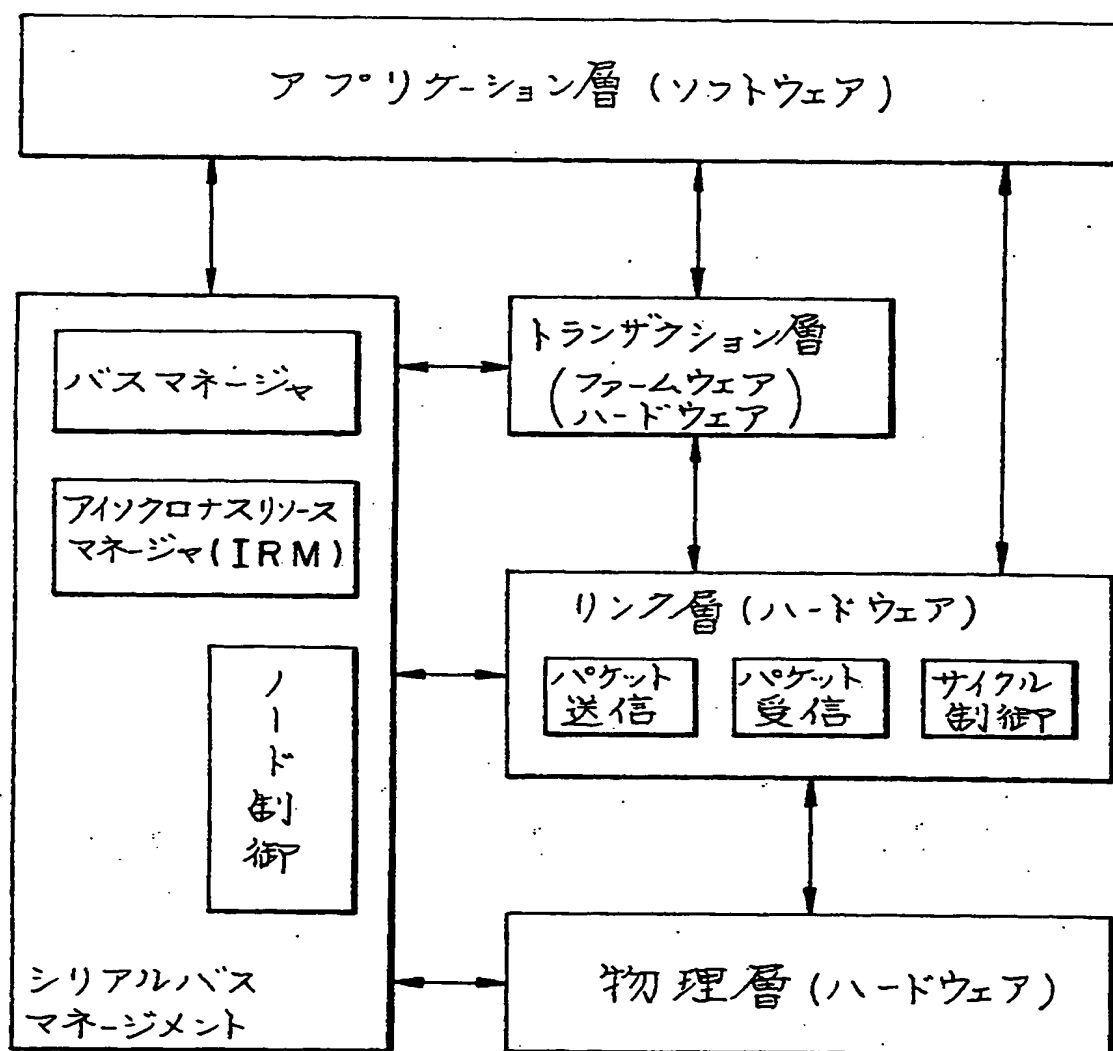 アプリケーション層(ソフトウェア)
バスマネージャ
アイソクロナスリソース
マネージャ(IRM)
ノード制御
シリアルバス
マネージメント
トランザクション層
(ファームウェア
ハードウェア)
リンク層(ハードウェア)
パケット
送信
パケット
受信
サイクル
制御
物理層(ハードウェア)